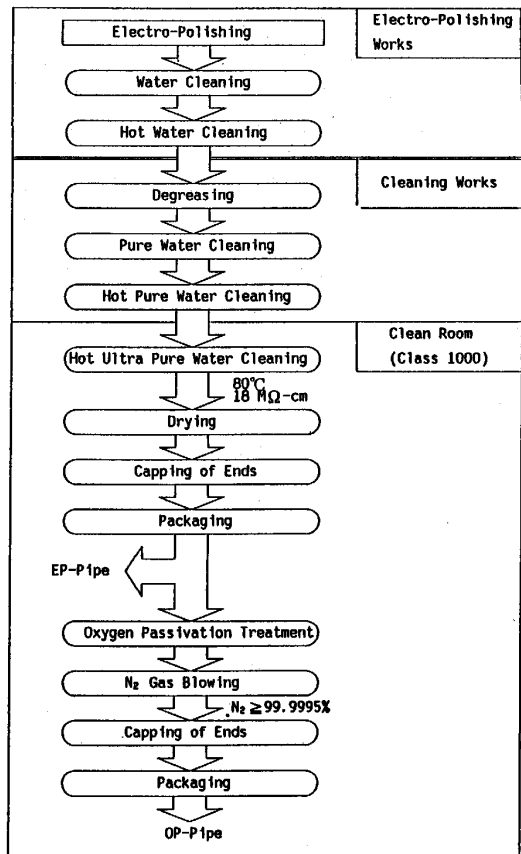 Electro-Polishing
Electro-Polishing
Works
Water Cleaning
Hot Water Cleaning
Cleaning Works
Degreasing
Pure Water Cleaning
Hot Pure Water Cleaning
Clean Room
(Class 1000)
Hot Ultra Pure Water Cleaning
80℃
18 MΩ-cm
Drying
Capping of Ends
Packaging
EP-Pipe
Oxygen Passivation Treatment
N₂ Gas Blowing
N₂ ≧99.9995%
Capping of Ends
Packaging
OP-Pipe